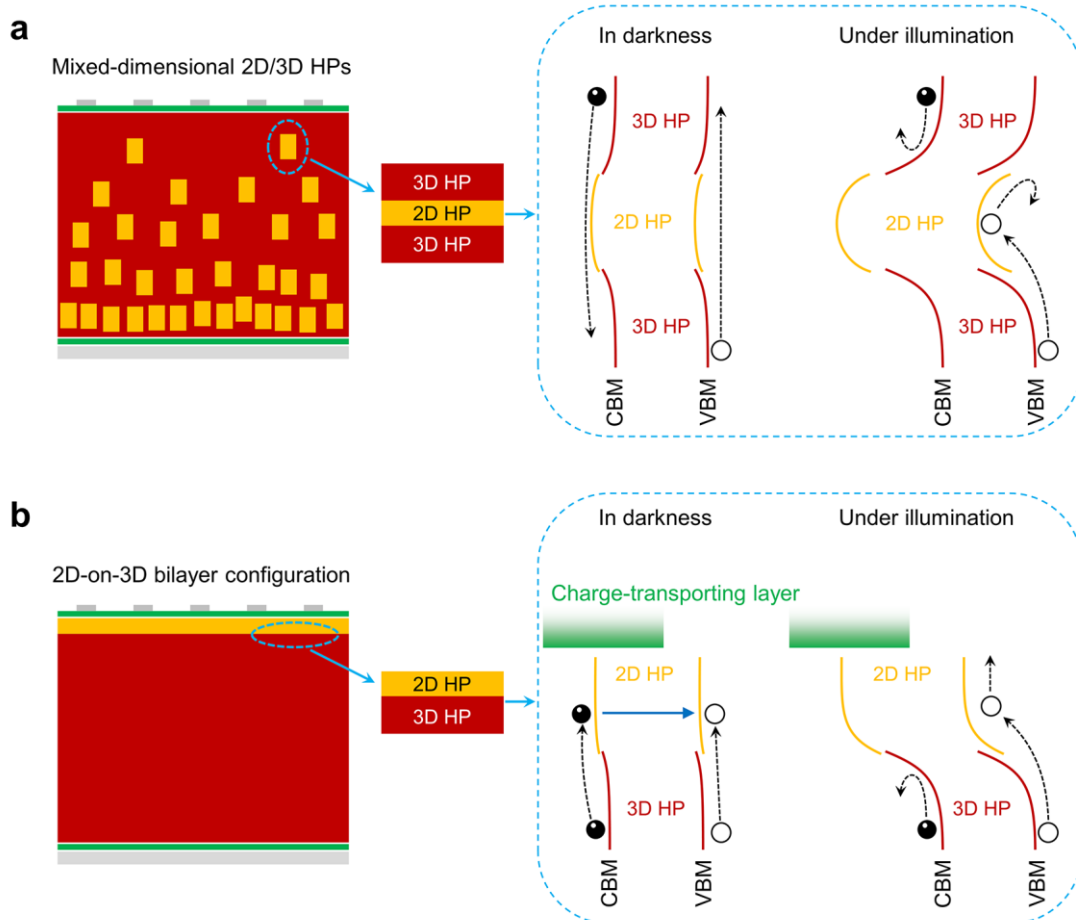 a
Mixed-dimensional 2D/3D HPs
3D HP
2D HP
3D HP
In darkness
Under illumination
3D HP
2D HP
3D HP
CBM
VBM
3D HP
2D HP
3D HP
CBM
VBM
b
2D-on-3D bilayer configuration
2D HP
3D HP
In darkness
Under illumination
Charge-transporting layer
2D HP
3D HP
CBM
VBM
2D HP
3D HP
CBM
VBM